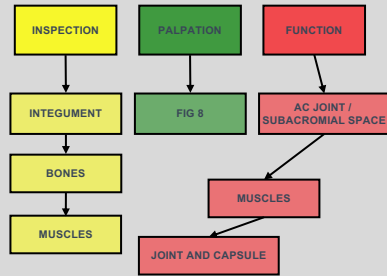 INSPECTION
PALPATION
FUNCTION
INTEGUMENT
FIG 8
AC JOINT /
SUBACROMIAL SPACE
BONES
MUSCLES
MUSCLES
JOINT AND CAPSULE